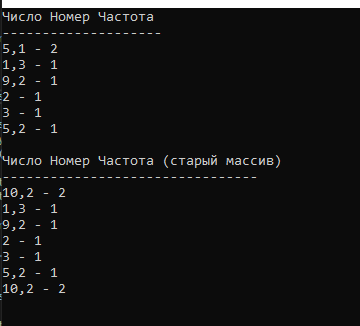 Число Номер Частота
--------------------
5,1 - 2
1,3 - 1
9,2 - 1
2 - 1
3 - 1
5,2 - 1
Число Номер Частота (старый массив)
--------------------------------
10,2 - 2
1,3 - 1
9,2 - 1
2 - 1
3 - 1
5,2 - 1
10,2 - 2